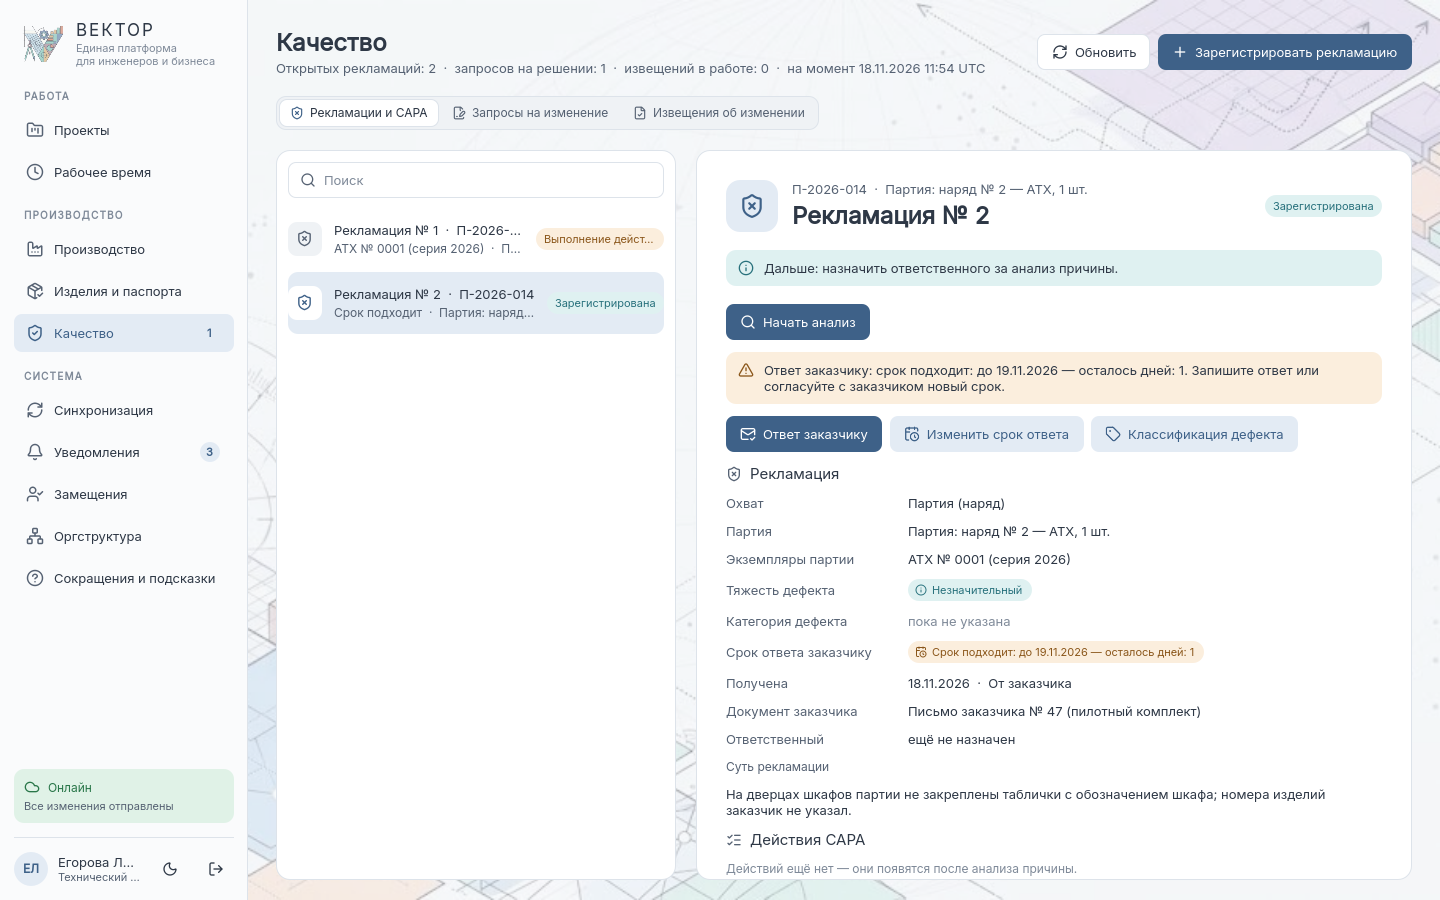 ВЕКТОР
Единая платформа
для инженеров и бизнеса
РАБОТА
Проекты
Рабочее время
ПРОИЗВОДСТВО
Производство
Изделия и паспорта
Качество 1
СИСТЕМА
Синхронизация
Уведомления 3
Замещения
Оргструктура
Сокращения и подсказки
Онлайн
Все изменения отправлены
ЕЛ
Егорова Л...
Технический ...
Качество
Открытых рекламаций: 2 · запросов на решении: 1 · извещений в работе: 0 · на момент 18.11.2026 11:54 UTC
Обновить
Зарегистрировать рекламацию
Рекламации и CAPA
Запросы на изменение
Извещения об изменении
Поиск
Рекламация № 1 · П-2026-...
АТХ № 0001 (серия 2026) · П...
Выполнение дейст...
Рекламация № 2 · П-2026-014
Срок подходит · Партия: наряд...
Зарегистрирована
П-2026-014 · Партия: наряд № 2 — АТХ, 1 шт.
Рекламация № 2
Зарегистрирована
Дальше: назначить ответственного за анализ причины.
Начать анализ
Ответ заказчику: срок подходит: до 19.11.2026 — осталось дней: 1. Запишите ответ или
согласуйте с заказчиком новый срок.
Ответ заказчику
Изменить срок ответа
Классификация дефекта
Рекламация
Охват Партия (наряд)
Партия Партия: наряд № 2 — АТХ, 1 шт.
Экземпляры партии АТХ № 0001 (серия 2026)
Тяжесть дефекта Незначительный
Категория дефекта пока не указана
Срок ответа заказчику Срок подходит: до 19.11.2026 — осталось дней: 1
Получена 18.11.2026 · От заказчика
Документ заказчика Письмо заказчика № 47 (пилотный комплект)
Ответственный ещё не назначен
Суть рекламации
На дверцах шкафов партии не закреплены таблички с обозначением шкафа; номера изделий
заказчик не указал.
Действия CAPA
Действий ещё нет — они появятся после анализа причины.